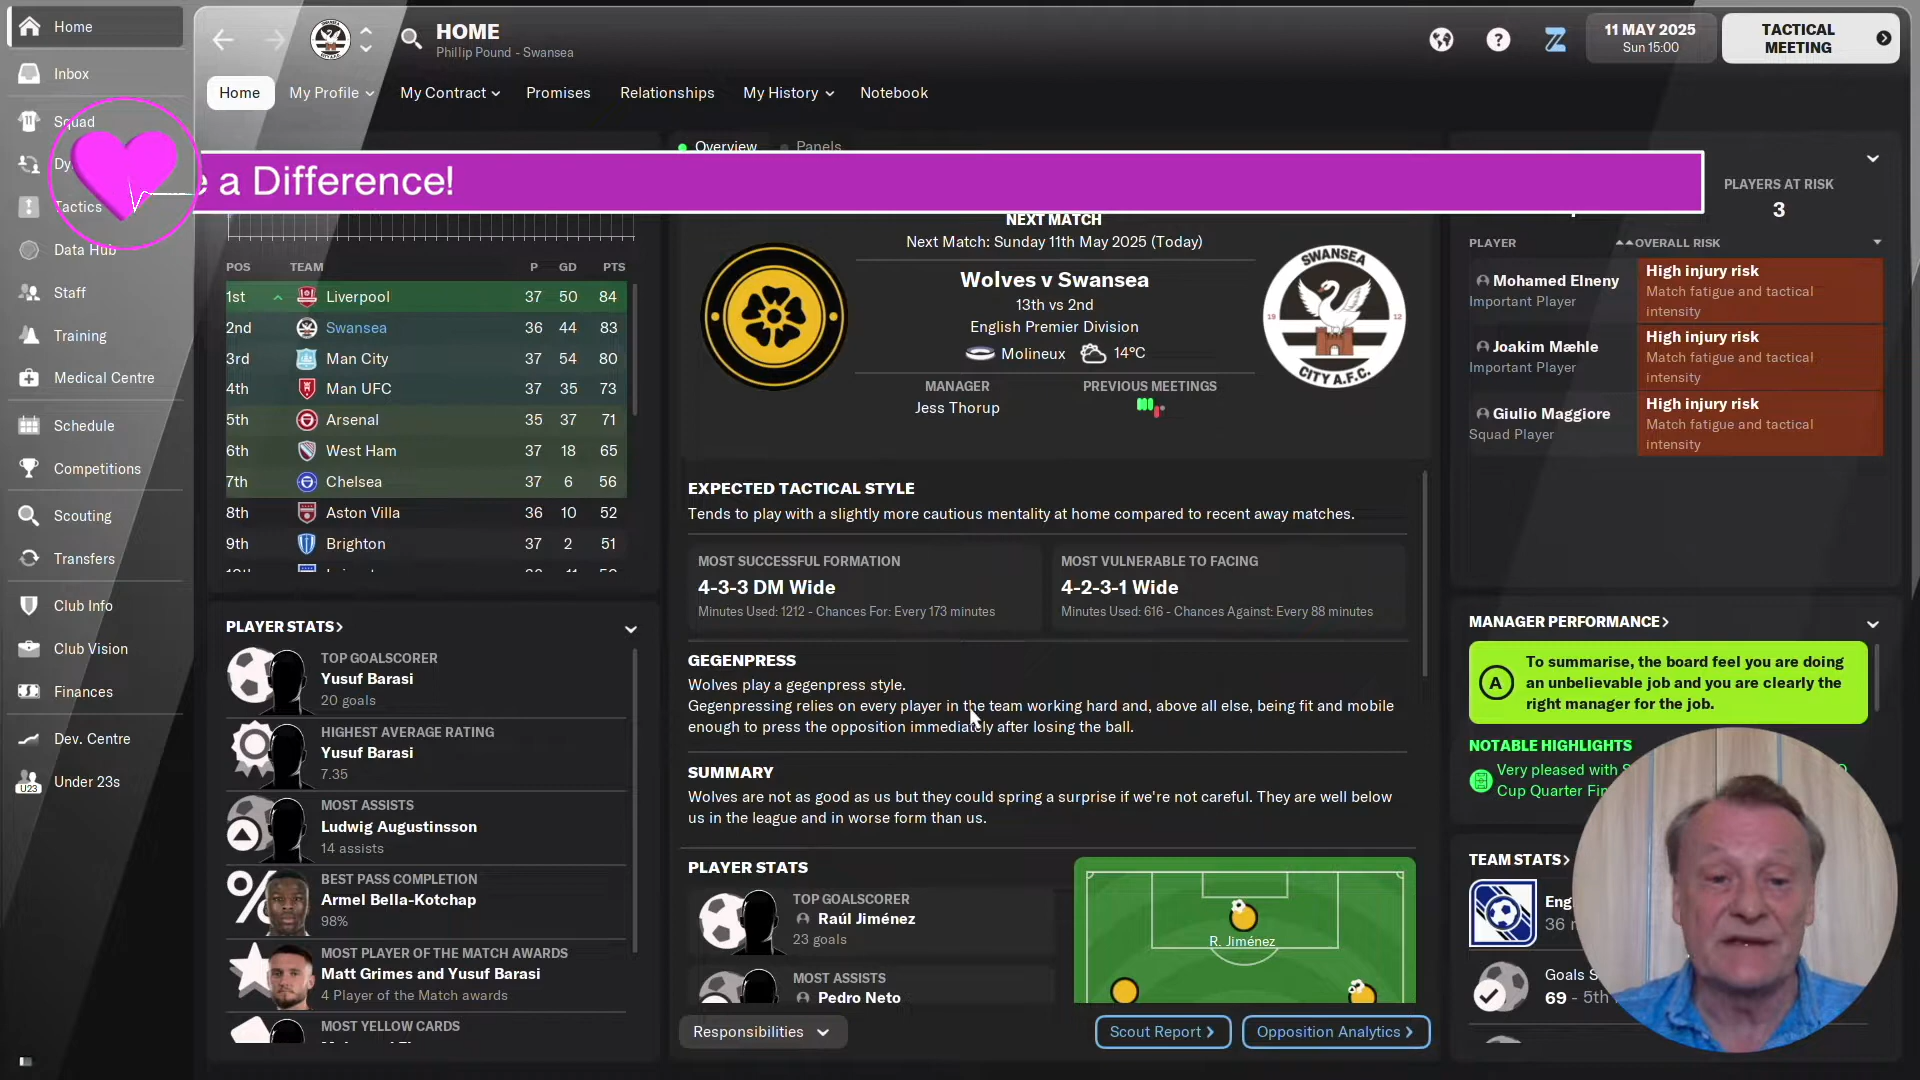 Home
Inbox
Squad
Tactics
Data Hub
Staff
Training
Medical Centre
Schedule
Competitions
Scouting
Transfers
Club Info
Club Vision
Finances
Dev. Centre
U23
Under 23s
HOME
Phillip Pound - Swansea
?
11 MAY 2025
Sun 15:00
TACTICAL
MEETING
Home
My Profile
My Contract
Promises
Relationships
My History
Notebook
Overview
Panels
a Difference!
POS TEAM P GD PTS
1st Liverpool 37 50 84
2nd Swansea 36 44 83
3rd Man City 37 54 80
4th Man UFC 37 35 73
5th Arsenal 35 37 71
6th West Ham 37 18 65
7th Chelsea 37 6 56
8th Aston Villa 36 10 52
9th Brighton 37 2 51
PLAYER STATS
TOP GOALSCORER
Yusuf Barasi
20 goals
HIGHEST AVERAGE RATING
Yusuf Barasi
7.35
MOST ASSISTS
Ludwig Augustinsson
14 assists
BEST PASS COMPLETION
Armel Bella-Kotchap
98%
MOST PLAYER OF THE MATCH AWARDS
Matt Grimes and Yusuf Barasi
4 Player of the Match awards
MOST YELLOW CARDS
NEXT MATCH
Next Match: Sunday 11th May 2025 (Today)
Wolves v Swansea
13th vs 2nd
English Premier Division
Molineux 14°C
MANAGER
Jess Thorup
PREVIOUS MEETINGS
SWANSEA
19 12
CITY A.F.C.
EXPECTED TACTICAL STYLE
Tends to play with a slightly more cautious mentality at home compared to recent away matches.
MOST SUCCESSFUL FORMATION
4-3-3 DM Wide
Minutes Used: 1212 - Chances For: Every 173 minutes
MOST VULNERABLE TO FACING
4-2-3-1 Wide
Minutes Used: 616 - Chances Against: Every 88 minutes
GEGENPRESS
Wolves play a gegenpress style.
Gegenpressing relies on every player in the team working hard and, above all else, being fit and mobile
enough to press the opposition immediately after losing the ball.
SUMMARY
Wolves are not as good as us but they could spring a surprise if we're not careful. They are well below
us in the league and in worse form than us.
PLAYER STATS
TOP GOALSCORER
Raúl Jiménez
23 goals
MOST ASSISTS
Pedro Neto
R. Jiménez
Responsibilities
Scout Report
Opposition Analytics
PLAYERS AT RISK
3
PLAYER OVERALL RISK
Mohamed Elneny
Important Player
High injury risk
Match fatigue and tactical
intensity
Joakim Mæhle
Important Player
High injury risk
Match fatigue and tactical
intensity
Giulio Maggiore
Squad Player
High injury risk
Match fatigue and tactical
intensity
MANAGER PERFORMANCE
A
To summarise, the board feel you are doing
an unbelievable job and you are clearly the
right manager for the job.
NOTABLE HIGHLIGHTS
Very pleased with
Cup Quarter
TEAM STATS
36
Goals
69 - 5th